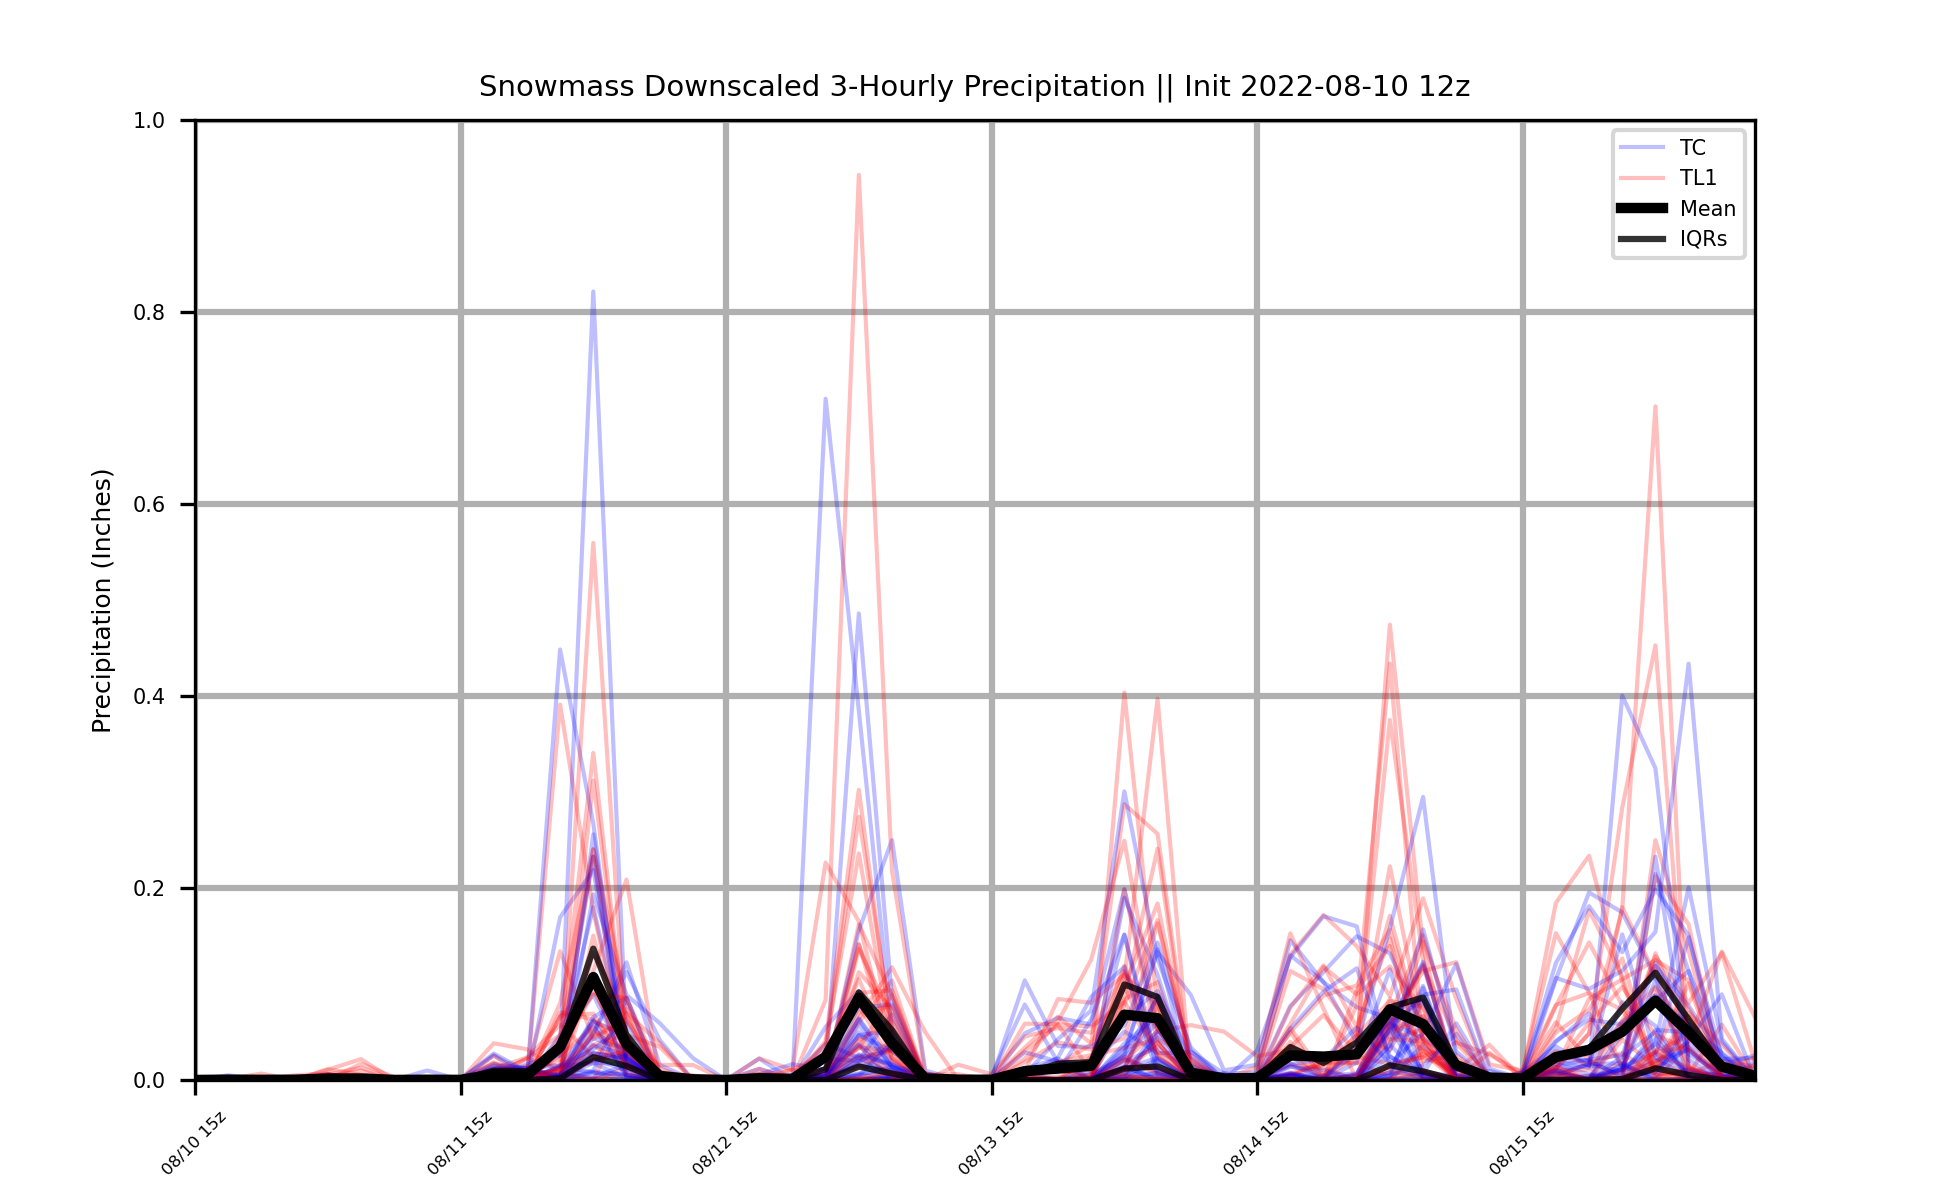 Snowmass Downscaled 3-Hourly Precipitation || Init 2022-08-10 12z
1.0
0.8
0.6
0.4
0.2
0.0
Precipitation (Inches)
TC
TL1
Mean
IQRs
08/10 15z
08/11 15z
08/12 15z
08/13 15z
08/14 15z
08/15 15z